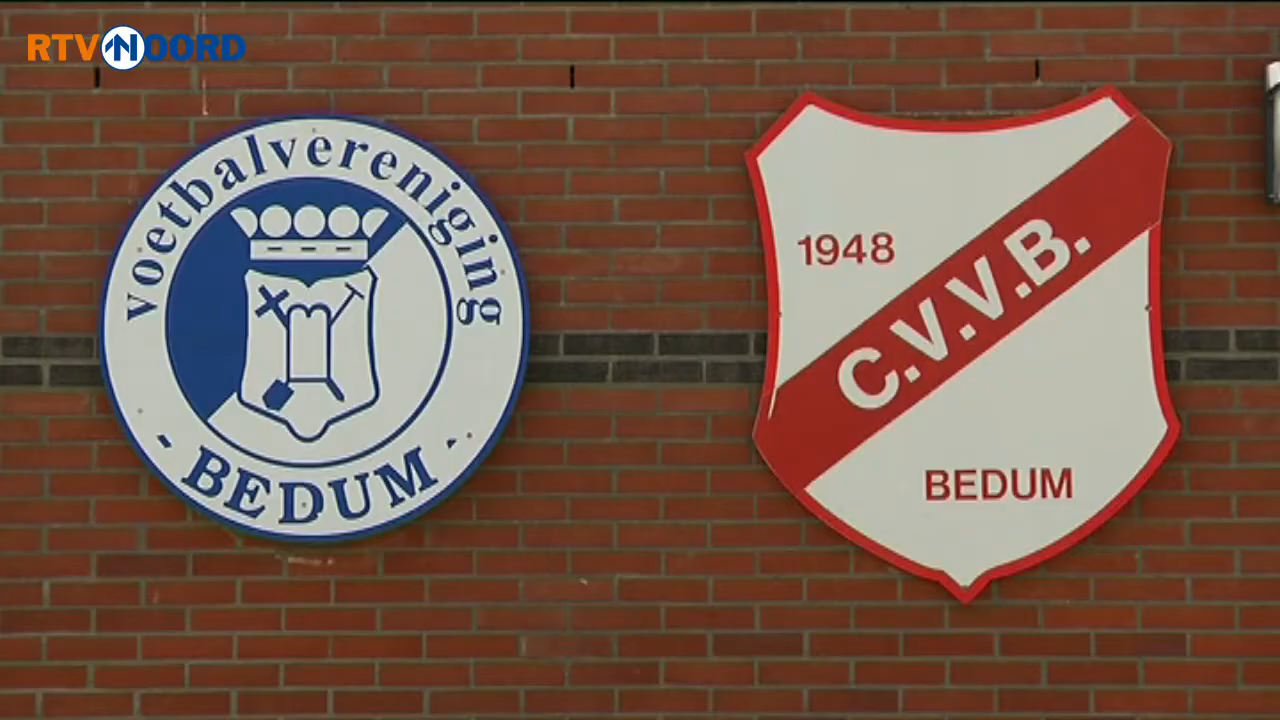 RTV NOORD
voetbalvereniging
- BEDUM -
1948
C.V.V.B.
BEDUM